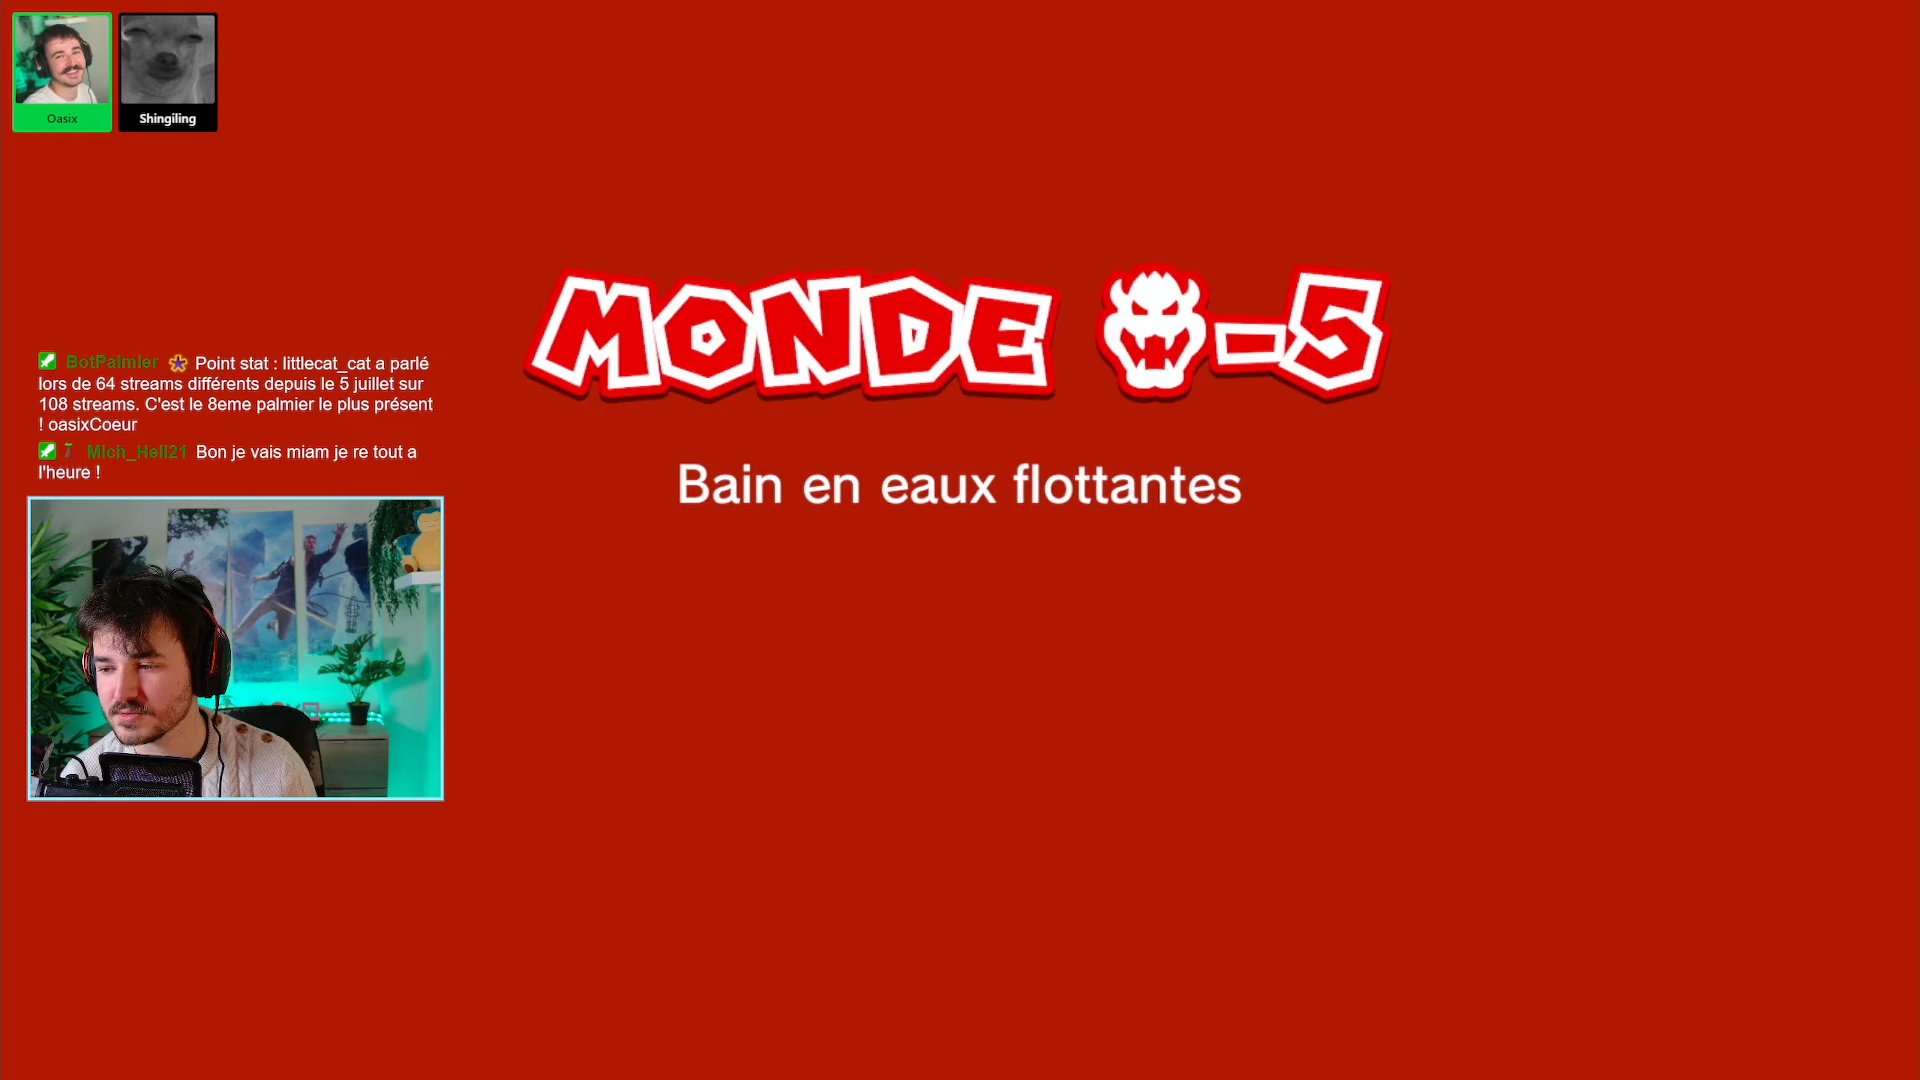 Oasix
Shingiling
MONDE -5
Bain en eaux flottantes
BotPalmier Point stat : littlecat_cat a parlé
lors de 64 streams différents depuis le 5 juillet sur
108 streams. C'est le 8eme palmier le plus présent
! oasixCoeur
Mich_Hell21 Bon je vais miam je re tout a
l'heure !